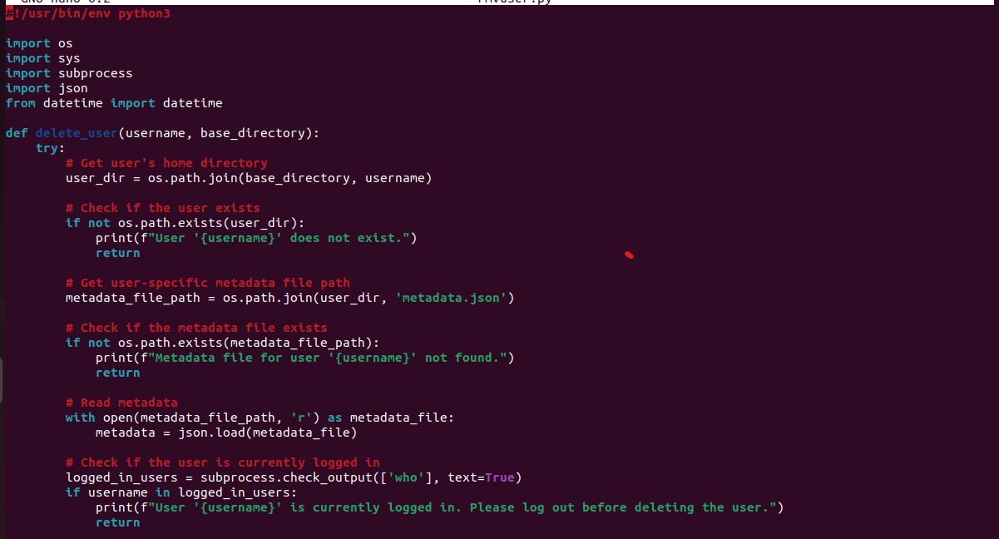 #!/usr/bin/env python3
import os
import sys
import subprocess
import json
from datetime import datetime
def delete_user(username, base_directory):
    try:
        # Get user's home directory
        user_dir = os.path.join(base_directory, username)
        # Check if the user exists
        if not os.path.exists(user_dir):
            print(f"User '{username}' does not exist.")
            return
        # Get user-specific metadata file path
        metadata_file_path = os.path.join(user_dir, 'metadata.json')
        # Check if the metadata file exists
        if not os.path.exists(metadata_file_path):
            print(f"Metadata file for user '{username}' not found.")
            return
        # Read metadata
        with open(metadata_file_path, 'r') as metadata_file:
            metadata = json.load(metadata_file)
        # Check if the user is currently logged in
        logged_in_users = subprocess.check_output(['who'], text=True)
        if username in logged_in_users:
            print(f"User '{username}' is currently logged in. Please log out before deleting the user.")
            return